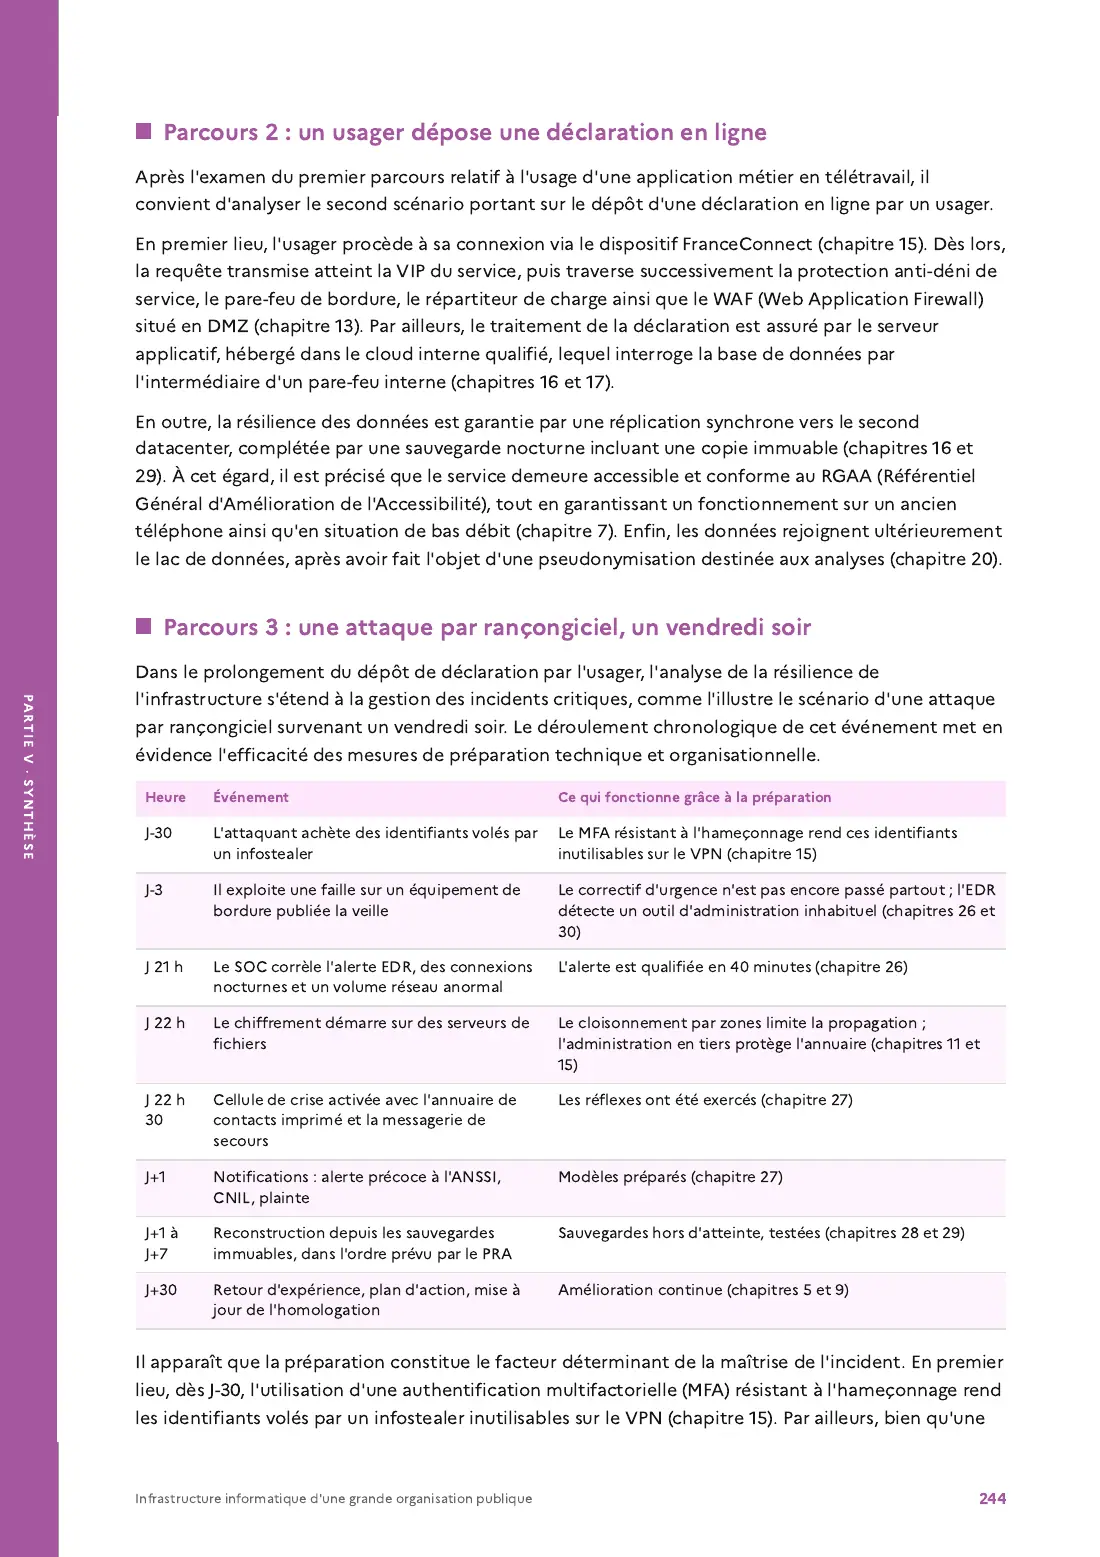 Parcours 2 : un usager dépose une déclaration en ligne
Après l'examen du premier parcours relatif à l'usage d'une application métier en télétravail, il
convient d'analyser le second scénario portant sur le dépôt d'une déclaration en ligne par un usager.
En premier lieu, l'usager procède à sa connexion via le dispositif FranceConnect (chapitre 15). Dès lors,
la requête transmise atteint la VIP du service, puis traverse successivement la protection anti-déni de
service, le pare-feu de bordure, le répartiteur de charge ainsi que le WAF (Web Application Firewall)
situé en DMZ (chapitre 13). Par ailleurs, le traitement de la déclaration est assuré par le serveur
applicatif, hébergé dans le cloud interne qualifié, lequel interroge la base de données par
l'intermédiaire d'un pare-feu interne (chapitres 16 et 17).
En outre, la résilience des données est garantie par une réplication synchrone vers le second
datacenter, complétée par une sauvegarde nocturne incluant une copie immuable (chapitres 16 et
29). À cet égard, il est précisé que le service demeure accessible et conforme au RGAA (Référentiel
Général d'Amélioration de l'Accessibilité), tout en garantissant un fonctionnement sur un ancien
téléphone ainsi qu'en situation de bas débit (chapitre 7). Enfin, les données rejoignent ultérieurement
le lac de données, après avoir fait l'objet d'une pseudonymisation destinée aux analyses (chapitre 20).
Parcours 3 : une attaque par rançongiciel, un vendredi soir
Dans le prolongement du dépôt de déclaration par l'usager, l'analyse de la résilience de
l'infrastructure s'étend à la gestion des incidents critiques, comme l'illustre le scénario d'une attaque
par rançongiciel survenant un vendredi soir. Le déroulement chronologique de cet événement met en
évidence l'efficacité des mesures de préparation technique et organisationnelle.
Heure Événement Ce qui fonctionne grâce à la préparation
J-30 L'attaquant achète des identifiants volés par Le MFA résistant à l'hameçonnage rend ces identifiants
un infostealer inutilisables sur le VPN (chapitre 15)
J-3 Il exploite une faille sur un équipement de Le correctif d'urgence n'est pas encore passé partout ; l'EDR
bordure publiée la veille détecte un outil d'administration inhabituel (chapitres 26 et
30)
J 21 h Le SOC corrèle l'alerte EDR, des connexions L'alerte est qualifiée en 40 minutes (chapitre 26)
nocturnes et un volume réseau anormal
J 22 h Le chiffrement démarre sur des serveurs de Le cloisonnement par zones limite la propagation ;
fichiers l'administration en tiers protège l'annuaire (chapitres 11 et
15)
J 22 h Cellule de crise activée avec l'annuaire de Les réflexes ont été exercés (chapitre 27)
30 contacts imprimé et la messagerie de
secours
J+1 Notifications : alerte précoce à l'ANSSI, Modèles préparés (chapitre 27)
CNIL, plainte
J+1 à Reconstruction depuis les sauvegardes Sauvegardes hors d'atteinte, testées (chapitres 28 et 29)
J+7 immuables, dans l'ordre prévu par le PRA
J+30 Retour d'expérience, plan d'action, mise à Amélioration continue (chapitres 5 et 9)
jour de l'homologation
Il apparaît que la préparation constitue le facteur déterminant de la maîtrise de l'incident. En premier
lieu, dès J-30, l'utilisation d'une authentification multifactorielle (MFA) résistant à l'hameçonnage rend
les identifiants volés par un infostealer inutilisables sur le VPN (chapitre 15). Par ailleurs, bien qu'une
PARTIE V · SYNTHÈSE
Infrastructure informatique d'une grande organisation publique 244